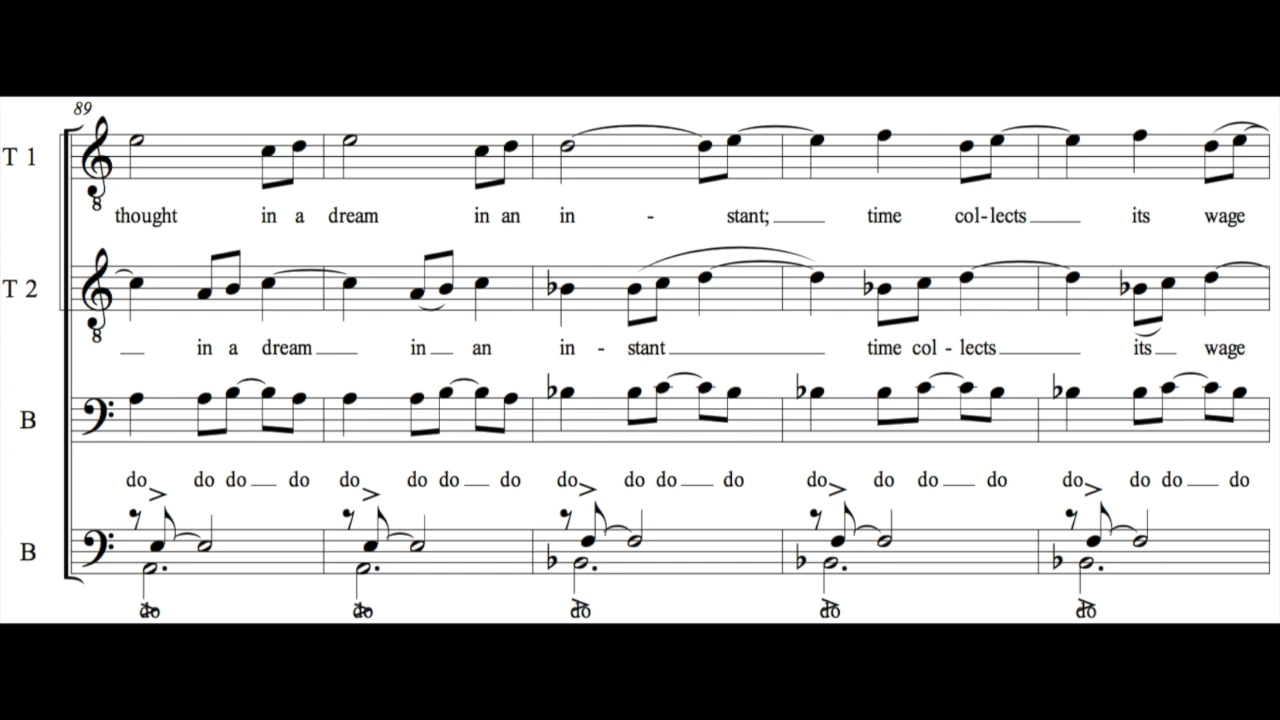 89
T 1
thought in a dream in an in - stant; time col - lects its wage
T 2
in a dream in an in - stant time col - lects its wage
B
do do do do do do do do do do do do do do do do do do do do
B
do do do do do